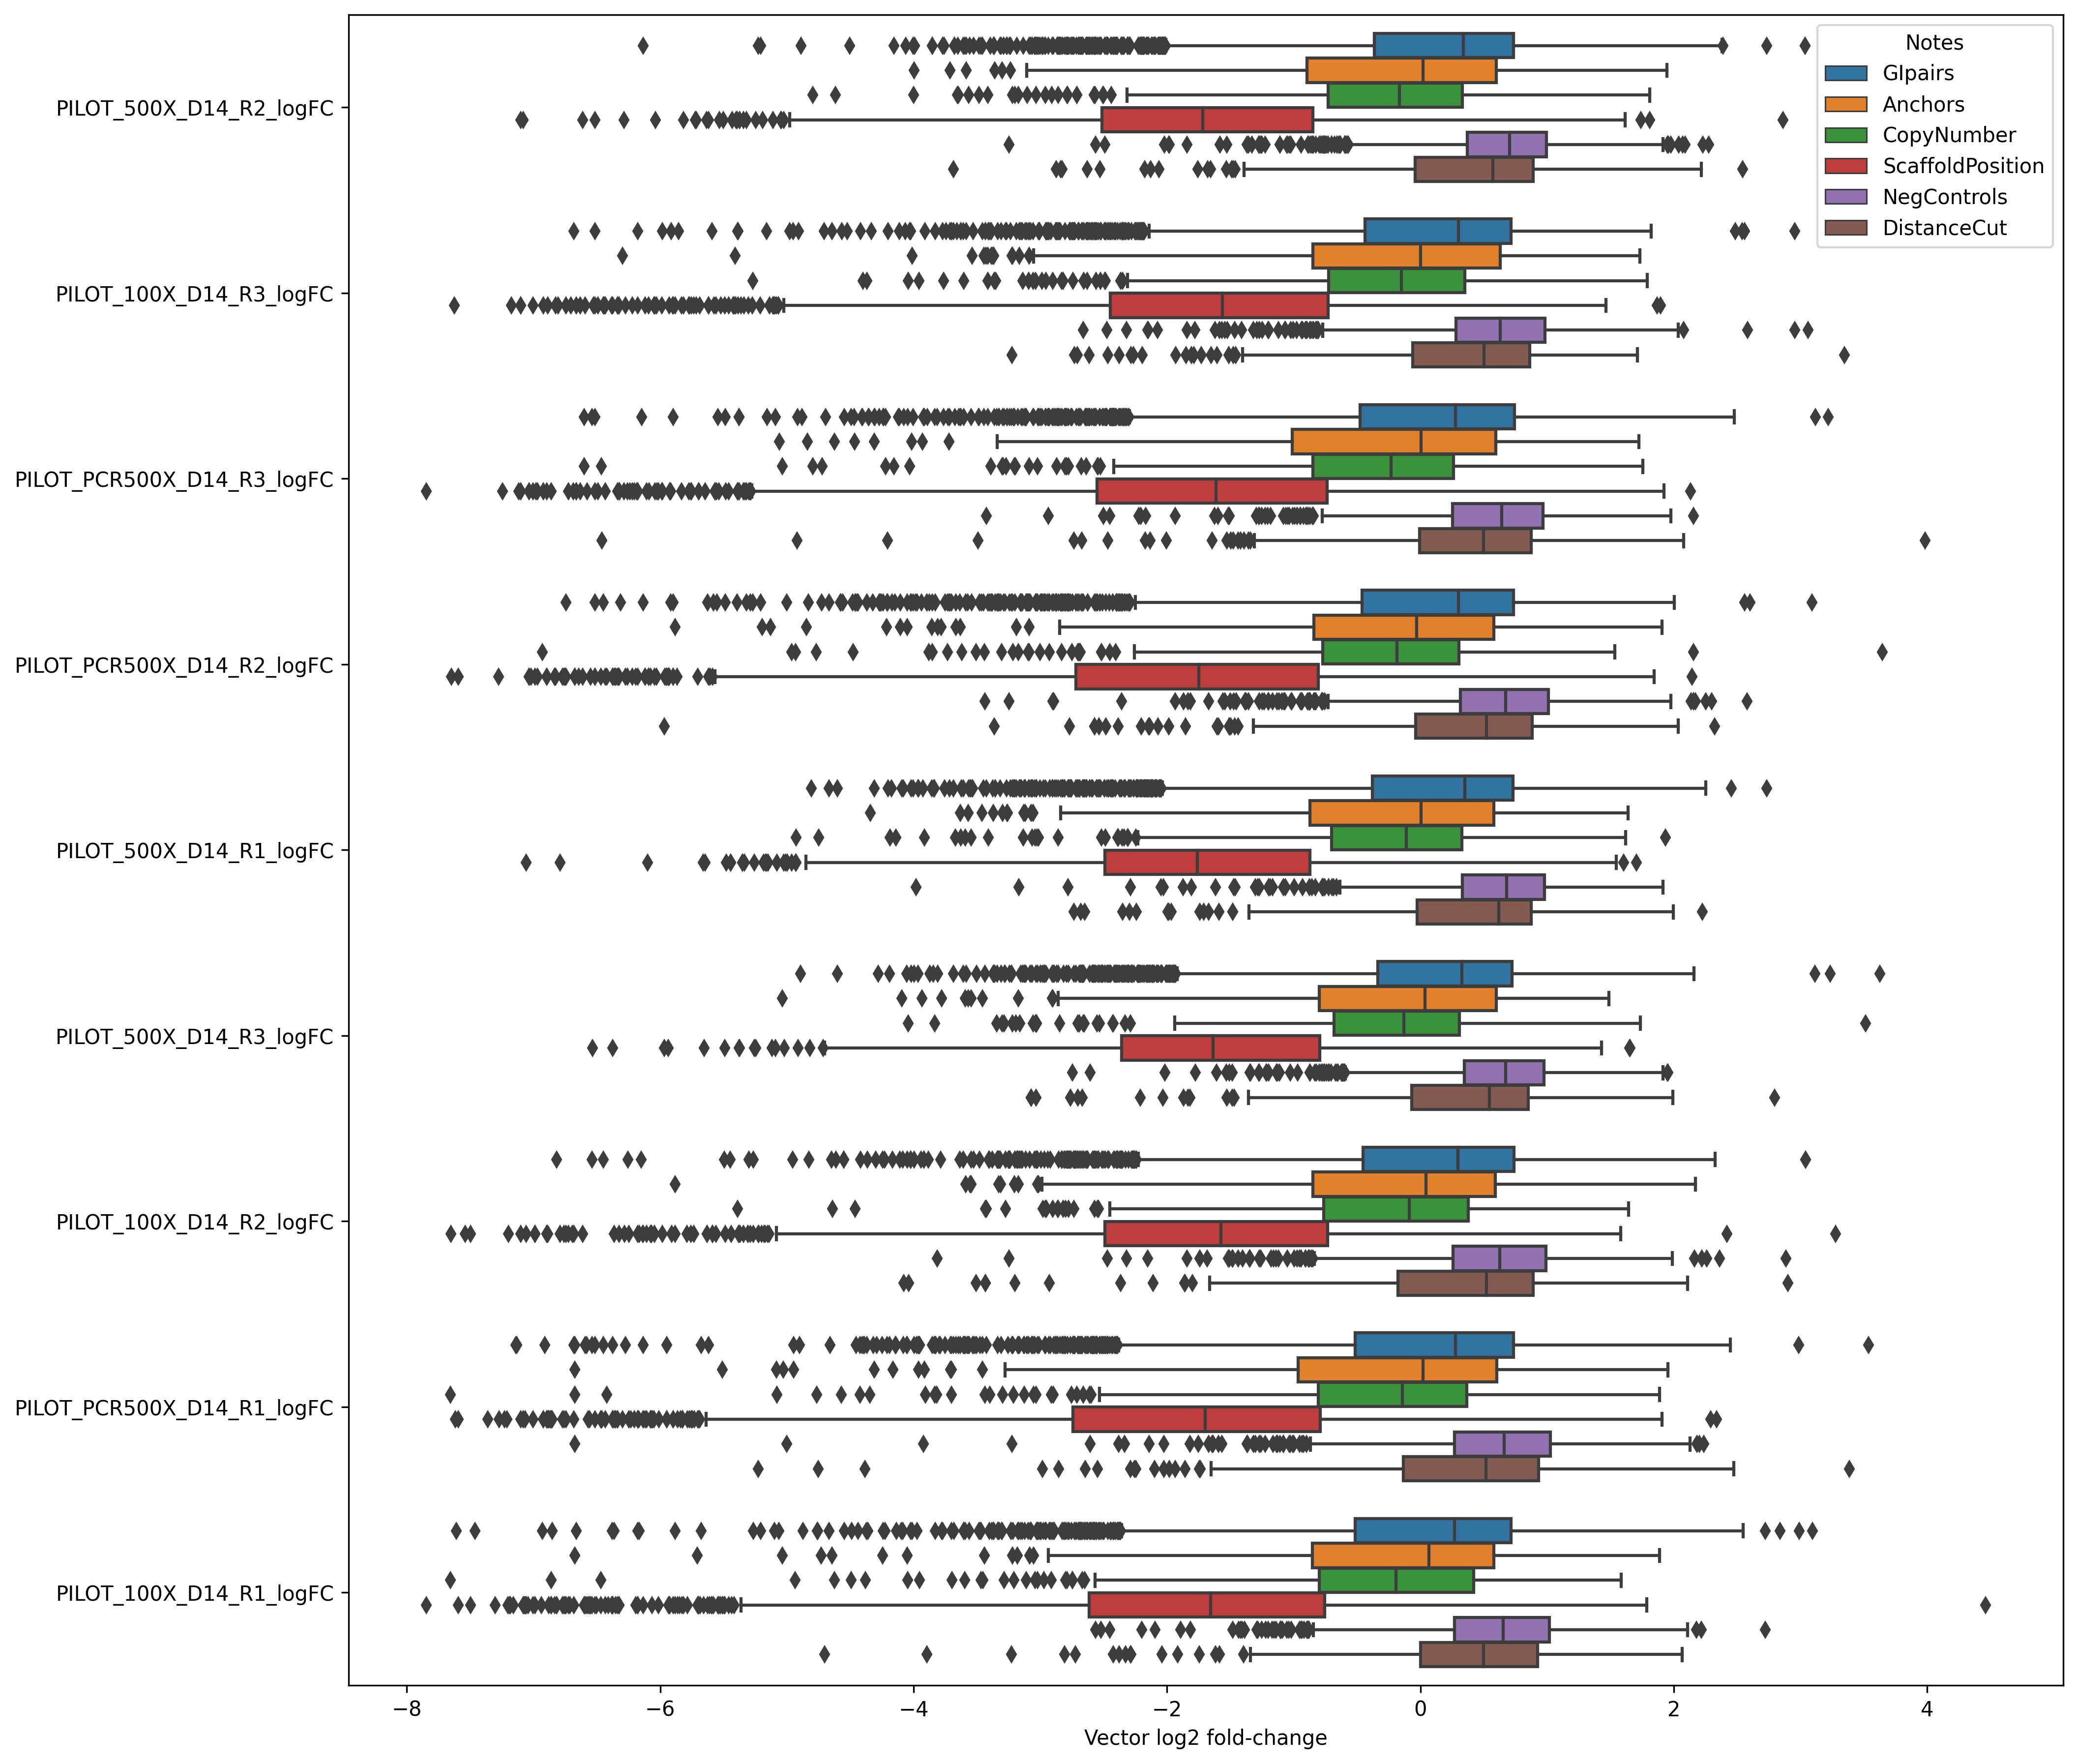 Notes
GIpairs
Anchors
CopyNumber
ScaffoldPosition
NegControls
DistanceCut
PILOT_500X_D14_R2_logFC
PILOT_100X_D14_R3_logFC
PILOT_PCR500X_D14_R3_logFC
PILOT_PCR500X_D14_R2_logFC
PILOT_500X_D14_R1_logFC
PILOT_500X_D14_R3_logFC
PILOT_100X_D14_R2_logFC
PILOT_PCR500X_D14_R1_logFC
PILOT_100X_D14_R1_logFC
−8 −6 −4 −2 0 2 4
Vector log2 fold-change